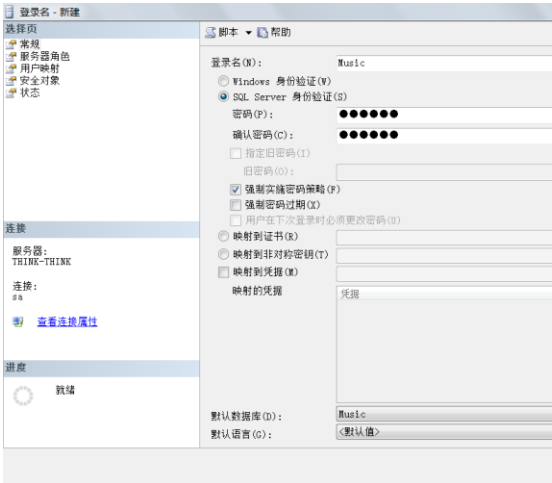 登录名 - 新建
选择页
常规
服务器角色
用户映射
安全对象
状态
连接
服务器:
THINK-THINK
连接:
sa
查看连接属性
进度
就绪
脚本 帮助
登录名(N): Music
Windows 身份验证(W)
SQL Server 身份验证(S)
密码(P): ●●●●●●
确认密码(C): ●●●●●●
指定旧密码(I)
旧密码(O):
强制实施密码策略(F)
强制密码过期(X)
用户在下次登录时必须更改密码(U)
映射到证书(R)
映射到非对称密钥(T)
映射到凭据(M)
映射的凭据 凭据
默认数据库(D): Music
默认语言(G): <默认值>